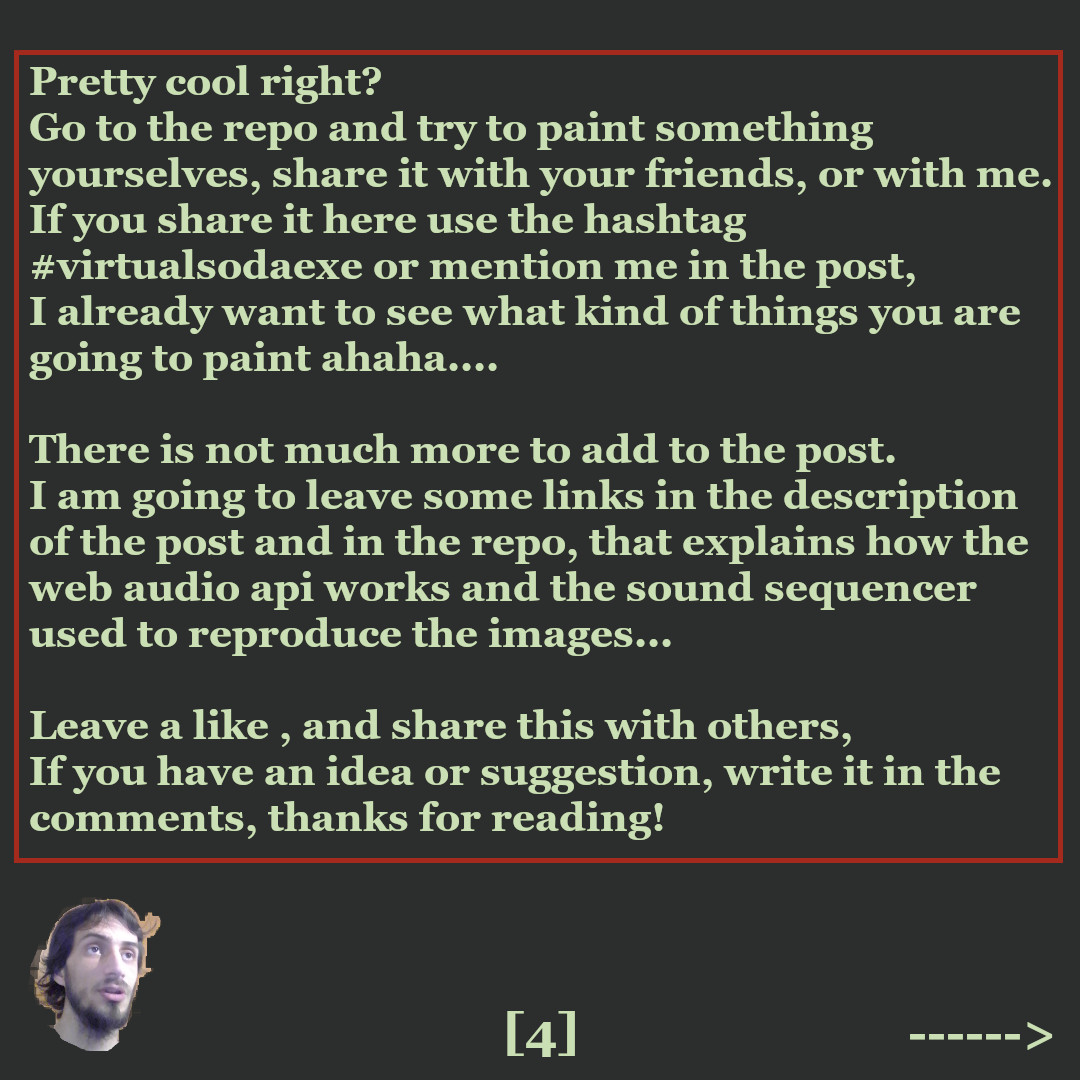 Pretty cool right?
Go to the repo and try to paint something
yourselves, share it with your friends, or with me.
If you share it here use the hashtag
#virtualsodaexe or mention me in the post,
I already want to see what kind of things you are
going to paint ahaha....
There is not much more to add to the post.
I am going to leave some links in the description
of the post and in the repo, that explains how the
web audio api works and the sound sequencer
used to reproduce the images...
Leave a like , and share this with others,
If you have an idea or suggestion, write it in the
comments, thanks for reading!
[4]
------>